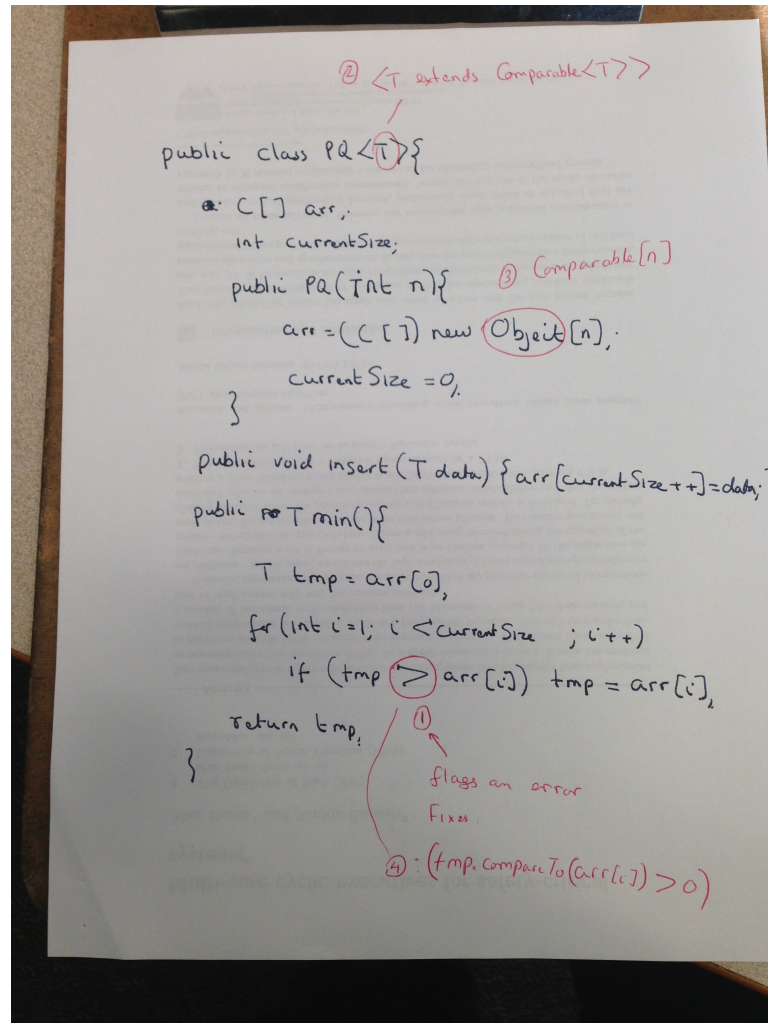 ② <T extends Comparable<T>>
public class PQ <T>{
C[] arr;
int currentSize;
public PQ(int n){
③ Comparable[n]
arr = (C[]) new Object[n];
currentSize = 0;
}
public void insert(T data) {arr[currentSize++]=data;
public T min(){
T tmp = arr[0];
for(int i=1; i < currentSize ; i++)
if (tmp > arr[i]) tmp = arr[i];
return tmp;
①
}
flags an error
Fixes:
④ : (tmp.compareTo(arr[i]) > 0)